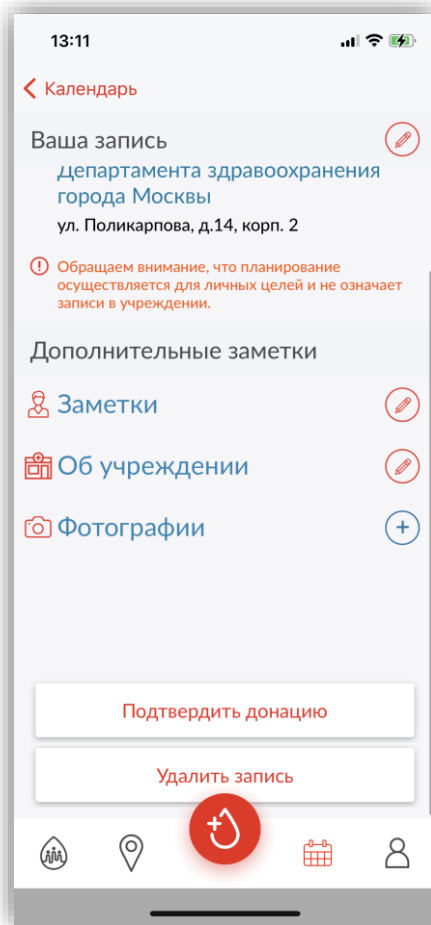 13:11
Календарь
Ваша запись
Департамента здравоохранения
города Москвы
ул. Поликарпова, д.14, корп. 2
Обращаем внимание, что планирование
осуществляется для личных целей и не означает
записи в учреждении.
Дополнительные заметки
Заметки
Об учреждении
Фотографии
Подтвердить донацию
Удалить запись